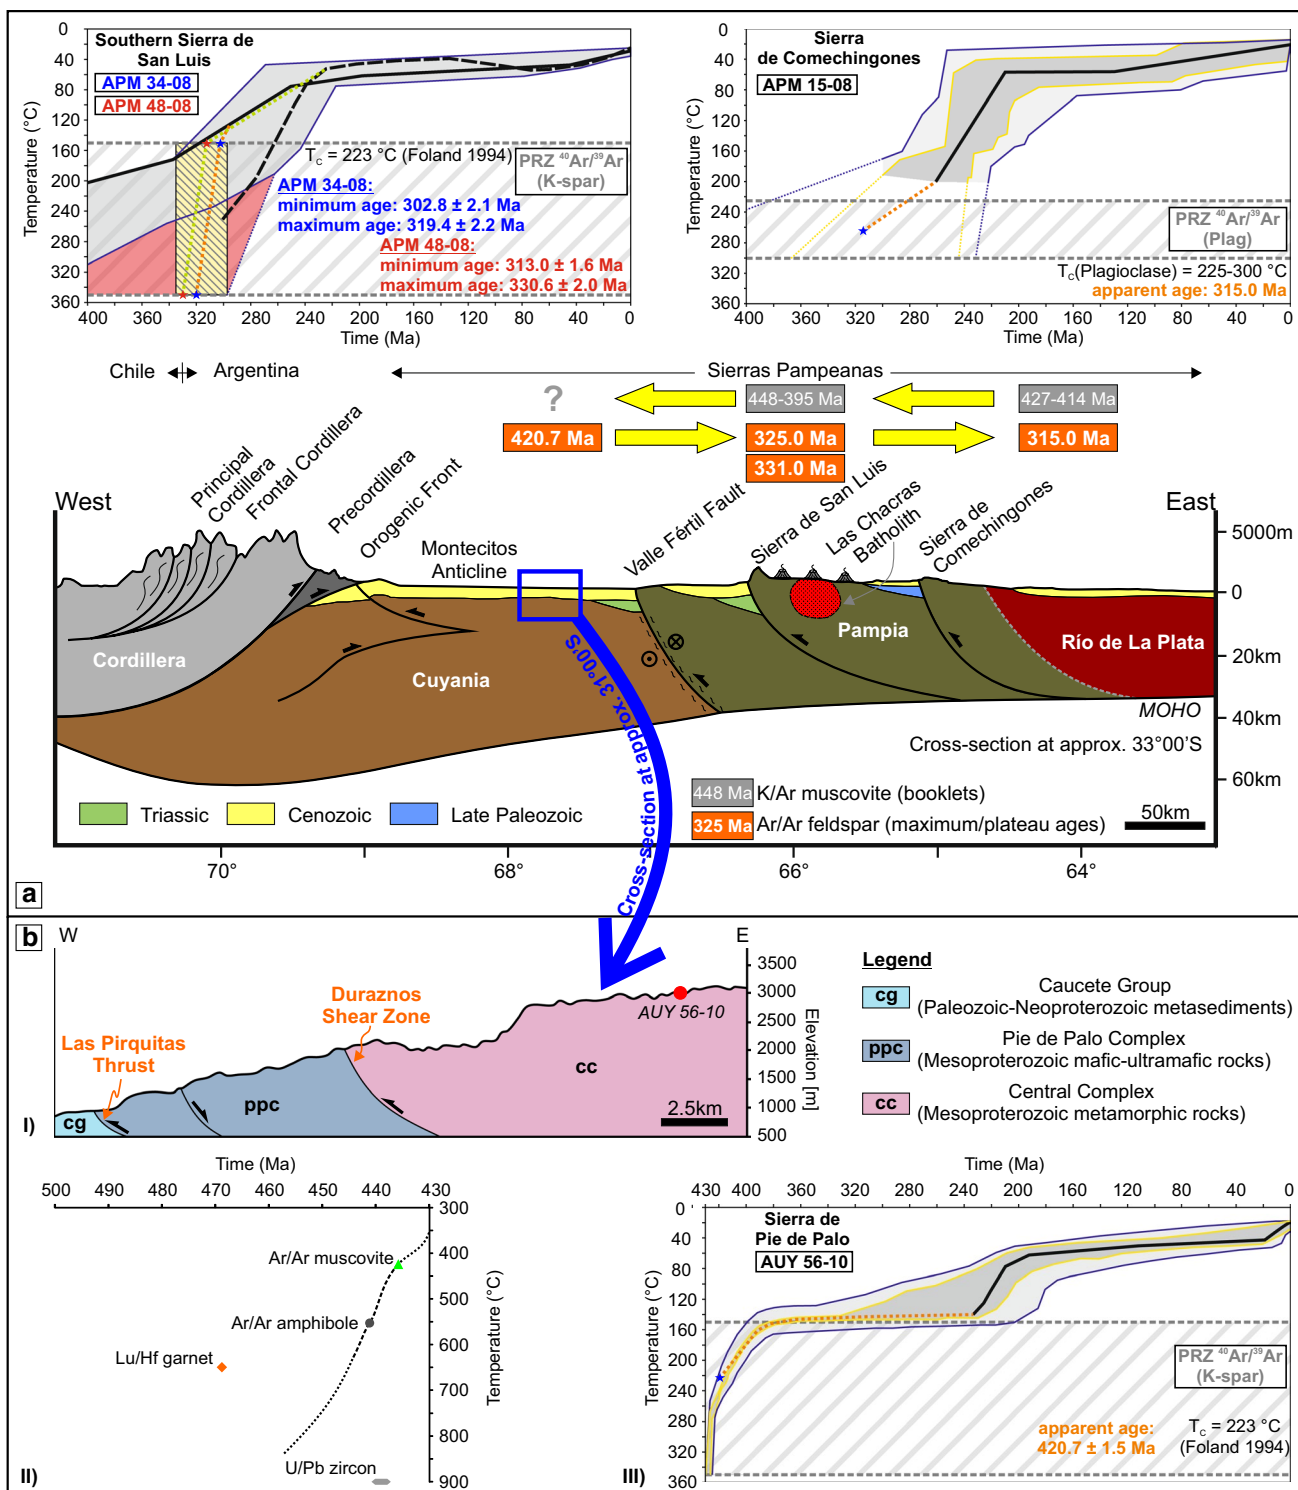 Southern Sierra de
San Luis
APM 34-08
APM 48-08
T_C = 223 °C (Foland 1994)
PRZ ⁴⁰Ar/³⁹Ar
(K-spar)
APM 34-08:
minimum age: 302.8 ± 2.1 Ma
maximum age: 319.4 ± 2.2 Ma
APM 48-08:
minimum age: 313.0 ± 1.6 Ma
maximum age: 330.6 ± 2.0 Ma
Temperature (°C)
0
40
80
120
160
200
240
280
320
360
400 360 320 280 240 200 160 120 80 40 0
Time (Ma)
Sierra
de Comechingones
APM 15-08
PRZ ⁴⁰Ar/³⁹Ar
(Plag)
T_C(Plagioclase) = 225-300 °C
apparent age: 315.0 Ma
Temperature (°C)
0
40
80
120
160
200
240
280
320
360
400 360 320 280 240 200 160 120 80 40 0
Time (Ma)
Chile
Argentina
Sierras Pampeanas
?
448-395 Ma
427-414 Ma
420.7 Ma
325.0 Ma
315.0 Ma
331.0 Ma
West
East
Principal
Cordillera
Frontal Cordillera
Precordillera
Orogenic Front
Montecitos
Anticline
Valle Fértil Fault
Sierra de San Luis
Las Chacras
Batholith
Sierra de
Comechingones
5000m
0
20km
40km
60km
Cordillera
Cuyania
Pampia
Río de La Plata
MOHO
Cross-section at approx. 33°00'S
Cross-section at approx. 31°00'S
Triassic
Cenozoic
Late Paleozoic
448 Ma K/Ar muscovite (booklets)
325 Ma Ar/Ar feldspar (maximum/plateau ages)
50km
70° 68° 66° 64°
a
b
W
E
3500
3000
2500
2000
1500
1000
500
Elevation [m]
AUY 56-10
Duraznos
Shear Zone
Las Pirquitas
Thrust
cg
ppc
cc
2.5km
I)
Legend
cg
Caucete Group
(Paleozoic-Neoproterozoic metasediments)
ppc
Pie de Palo Complex
(Mesoproterozoic mafic-ultramafic rocks)
cc
Central Complex
(Mesoproterozoic metamorphic rocks)
Time (Ma)
500 490 480 470 460 450 440 430
300
400
500
600
700
800
900
Temperature (°C)
Ar/Ar muscovite
Ar/Ar amphibole
Lu/Hf garnet
U/Pb zircon
II)
Time (Ma)
430 400 360 320 280 240 200 160 120 80 40 0
0
40
80
120
160
200
240
280
320
360
Temperature (°C)
Sierra de
Pie de Palo
AUY 56-10
PRZ ⁴⁰Ar/³⁹Ar
(K-spar)
apparent age:
420.7 ± 1.5 Ma
T_C = 223 °C
(Foland 1994)
III)